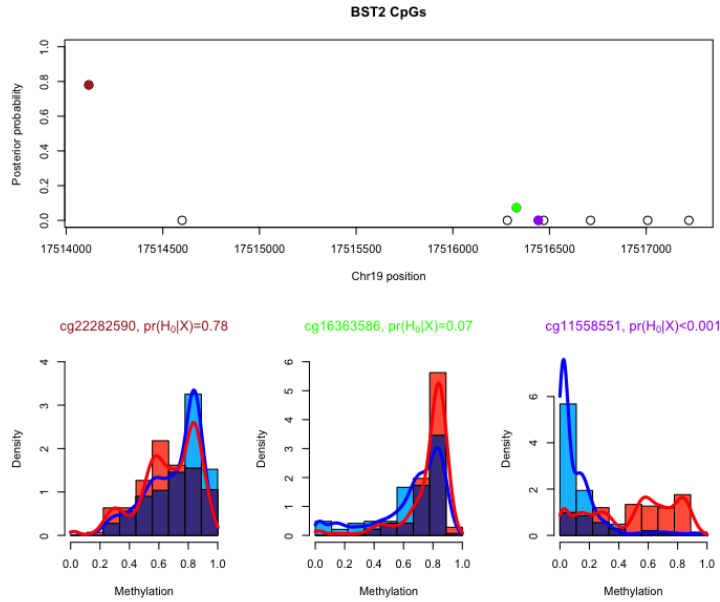 BST2 CpGs
Posterior probability
1.0
0.8
0.6
0.4
0.2
0.0
17514000 17514500 17515000 17515500 17516000 17516500 17517000
Chr19 position
cg22282590, pr(H₀|X)=0.78
Density
4
3
2
1
0
0.0 0.2 0.4 0.6 0.8 1.0
Methylation
cg16363586, pr(H₀|X)=0.07
Density
6
5
4
3
2
1
0
0.0 0.2 0.4 0.6 0.8 1.0
Methylation
cg11558551, pr(H₀|X)<0.001
Density
6
4
2
0
0.0 0.2 0.4 0.6 0.8 1.0
Methylation